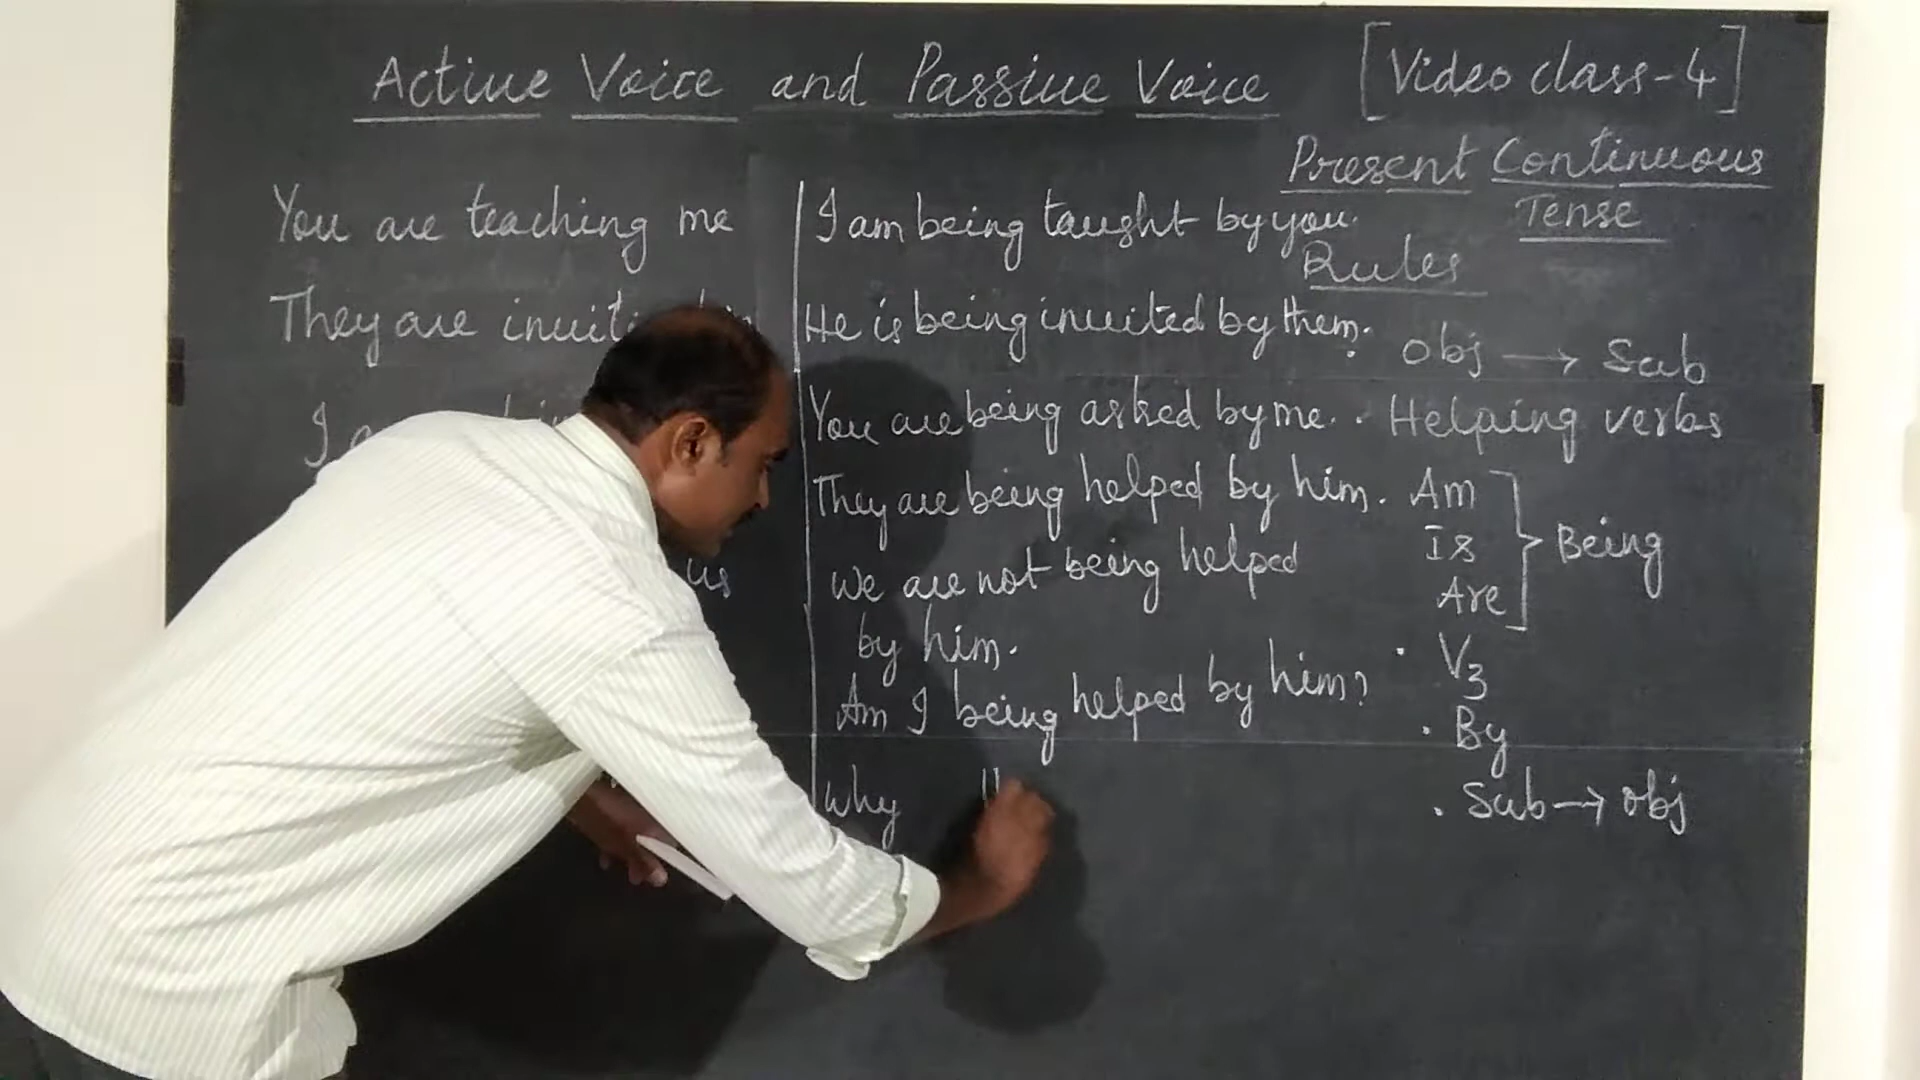 Active Voice and Passive Voice [Video class-4]
Present Continuous
Tense
You are teaching me
They are
I
us
I am being taught by you.
He is being invited by them.
You are being asked by me.
They are being helped by him.
We are not being helped
by him.
Am I being helped by him?
Why
Rules
Obj → Sub
. Helping verbs
Am
Is
Are
} Being
. V3
. By
. Sub → obj